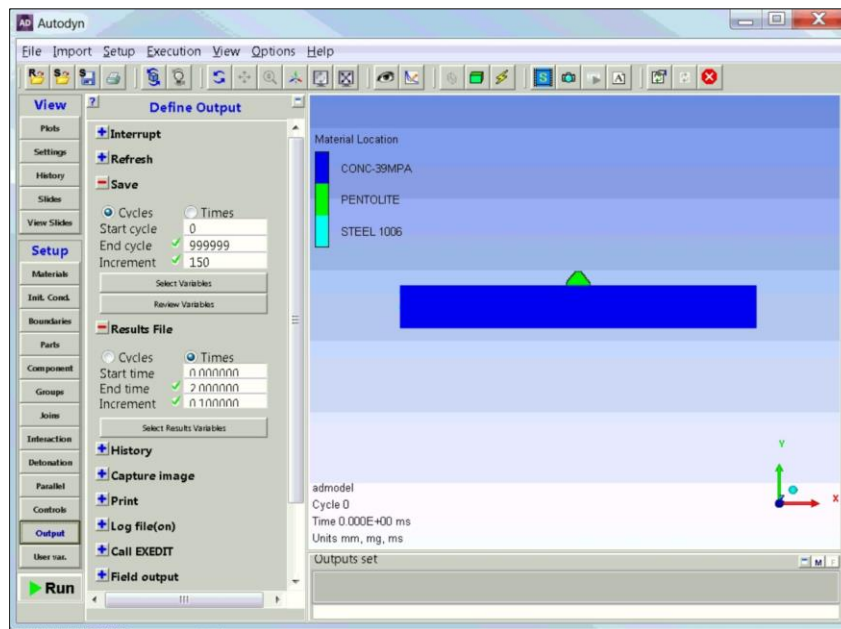 Autodyn
File Import Setup Execution View Options Help
View
Plots
Settings
History
Slides
View Slides
Setup
Materials
Init. Cond.
Boundaries
Parts
Component
Groups
Joins
Interaction
Detonation
Parallel
Controls
Output
User var.
Run
? Define Output
Interrupt
Refresh
Save
Cycles Times
Start cycle 0
End cycle 999999
Increment 150
Select Variables
Review Variables
Results File
Cycles Times
Start time 0.000000
End time 2.000000
Increment 0.100000
Select Results Variables
History
Capture image
Print
Log file(on)
Call EXEDIT
Field output
Material Location
CONC-39MPA
PENTOLITE
STEEL 1006
Y
X
admodel
Cycle 0
Time 0.000E+00 ms
Units mm, mg, ms
Outputs set
M